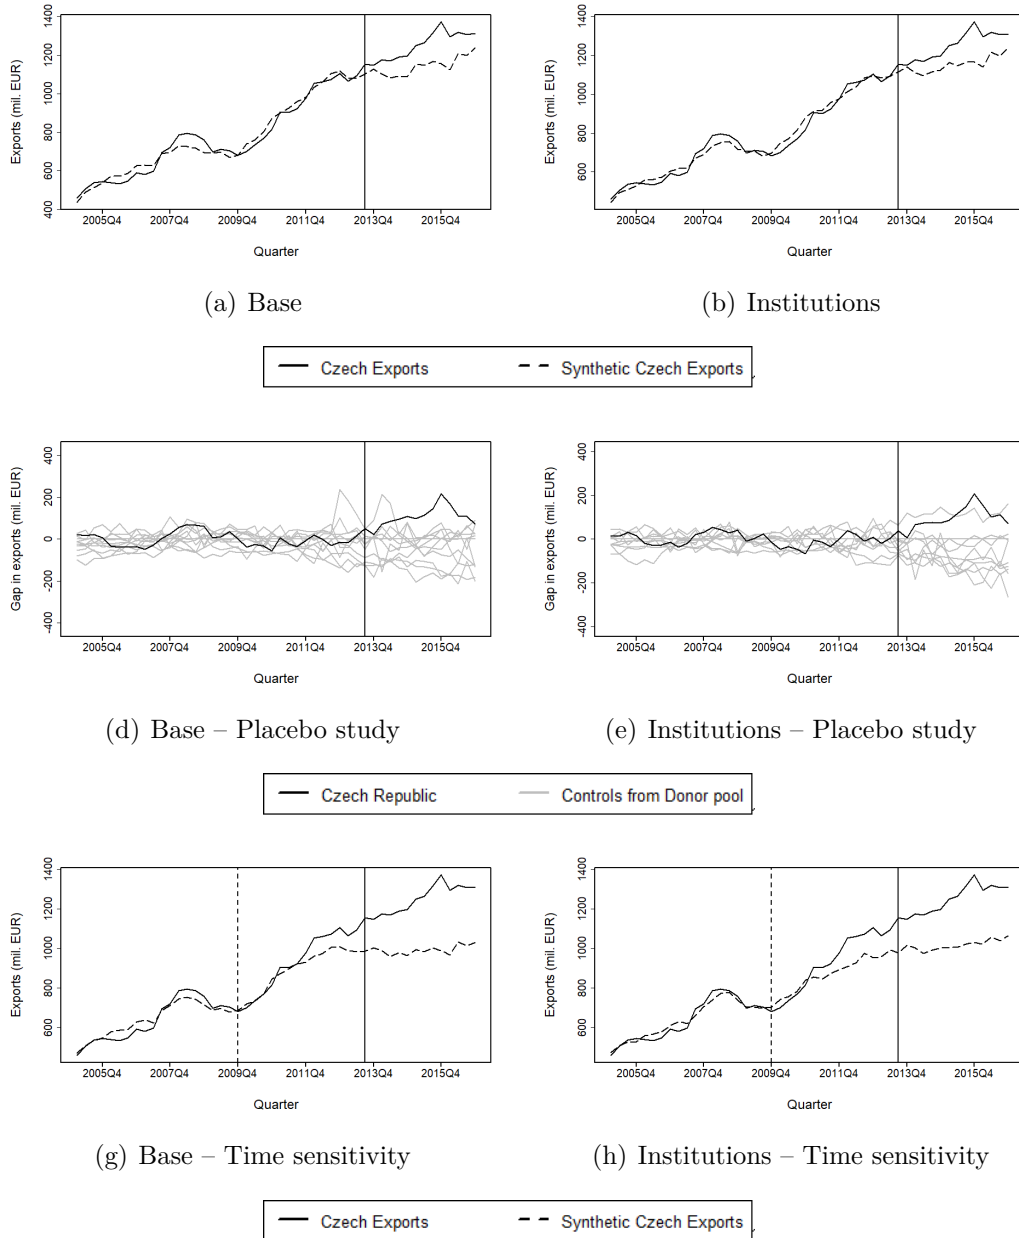 Exports (mil. EUR)
1400
1200
1000
800
600
400
2005Q4 2007Q4 2009Q4 2011Q4 2013Q4 2015Q4
Quarter
(a) Base
Exports (mil. EUR)
1400
1200
1000
800
600
2005Q4 2007Q4 2009Q4 2011Q4 2013Q4 2015Q4
Quarter
(b) Institutions
Czech Exports Synthetic Czech Exports
Gap in exports (mil. EUR)
400
200
0
-200
-400
2005Q4 2007Q4 2009Q4 2011Q4 2013Q4 2015Q4
Quarter
(d) Base – Placebo study
Gap in exports (mil. EUR)
400
200
0
-200
-400
2005Q4 2007Q4 2009Q4 2011Q4 2013Q4 2015Q4
Quarter
(e) Institutions – Placebo study
Czech Republic Controls from Donor pool
Exports (mil. EUR)
1400
1200
1000
800
600
2005Q4 2007Q4 2009Q4 2011Q4 2013Q4 2015Q4
Quarter
(g) Base – Time sensitivity
Exports (mil. EUR)
1400
1200
1000
800
600
2005Q4 2007Q4 2009Q4 2011Q4 2013Q4 2015Q4
Quarter
(h) Institutions – Time sensitivity
Czech Exports Synthetic Czech Exports